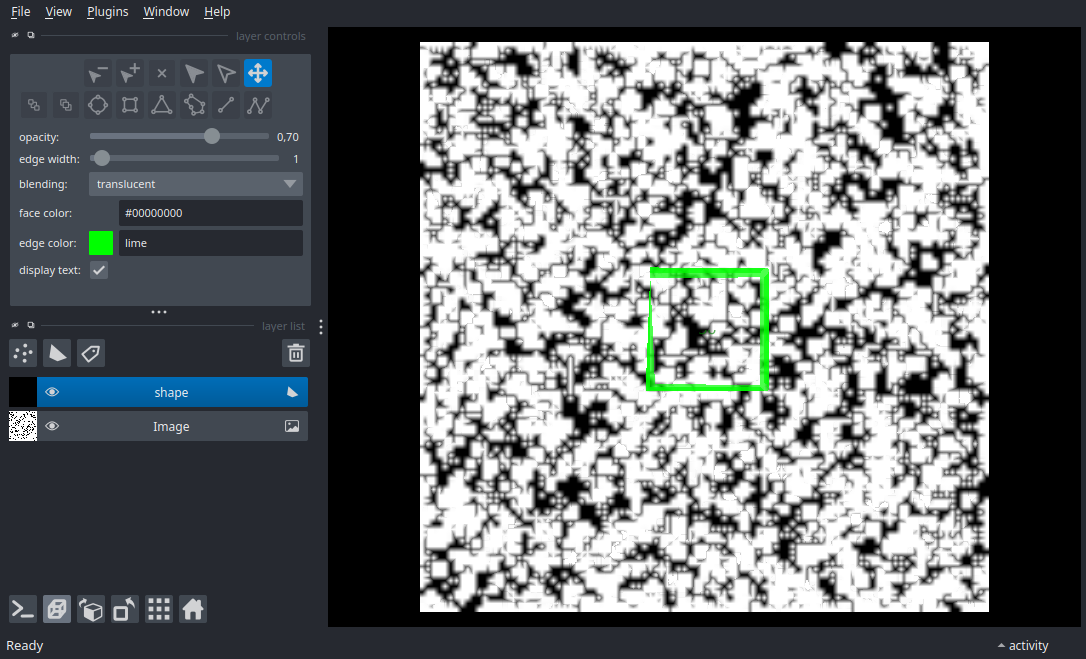 File View Plugins Window Help
layer controls
opacity: 0,70
edge width: 1
blending: translucent
face color: #00000000
edge color: lime
display text:
layer list
shape
Image
Ready
activity